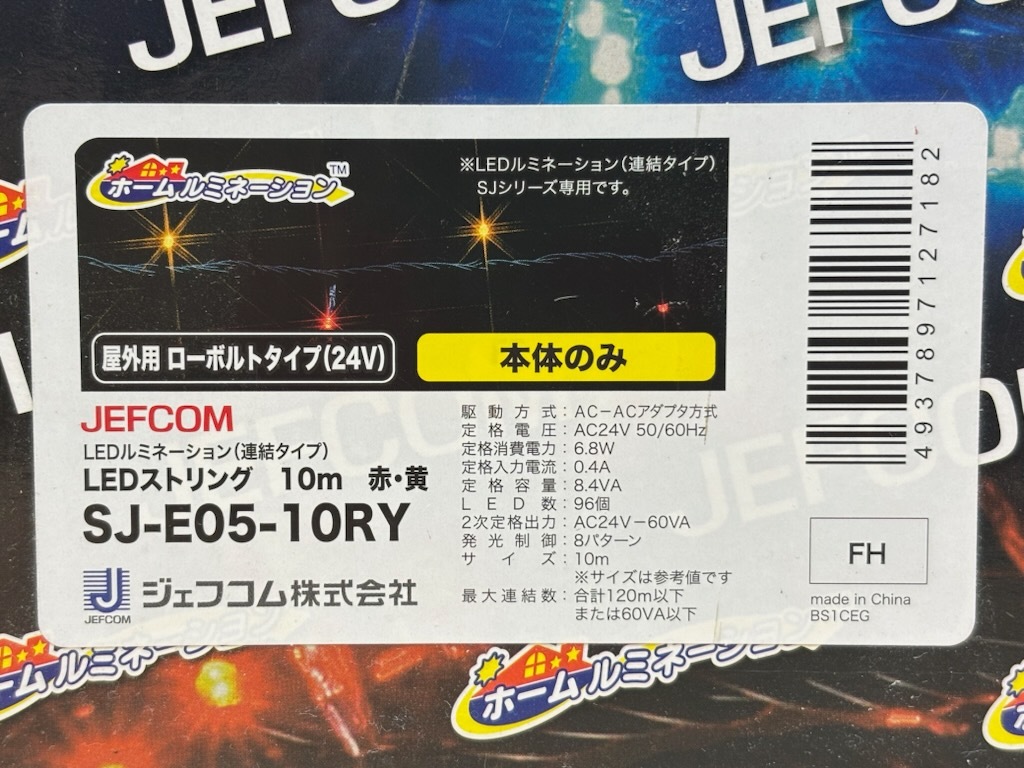 JEFCOM
JEFCO
ホームルミネーション™
※LEDルミネーション(連結タイプ)
SJシリーズ専用です。
屋外用 ローボルトタイプ(24V)
本体のみ
4937897127182
JEFCOM
LEDルミネーション(連結タイプ)
LEDストリング 10m 赤・黄
SJ-E05-10RY
J
JEFCOM
ジェフコム株式会社
駆動方式:AC-ACアダプタ方式
定格電圧:AC24V 50/60Hz
定格消費電力:6.8W
定格入力電流:0.4A
定格容量:8.4VA
LED数:96個
2次定格出力:AC24V-60VA
発光制御:8パターン
サイズ:10m
※サイズは参考値です
最大連結数:合計120m以下
または60VA以下
FH
made in China
BS1CEG
ームルミネーション
ホームルミネーション